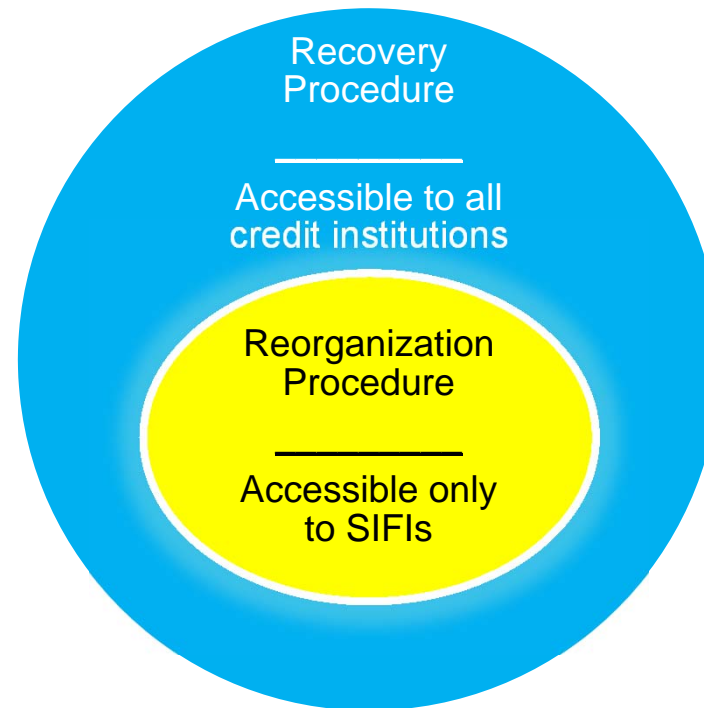 Recovery
Procedure
Accessible to all
credit institutions
Reorganization
Procedure
Accessible only
to SIFIs